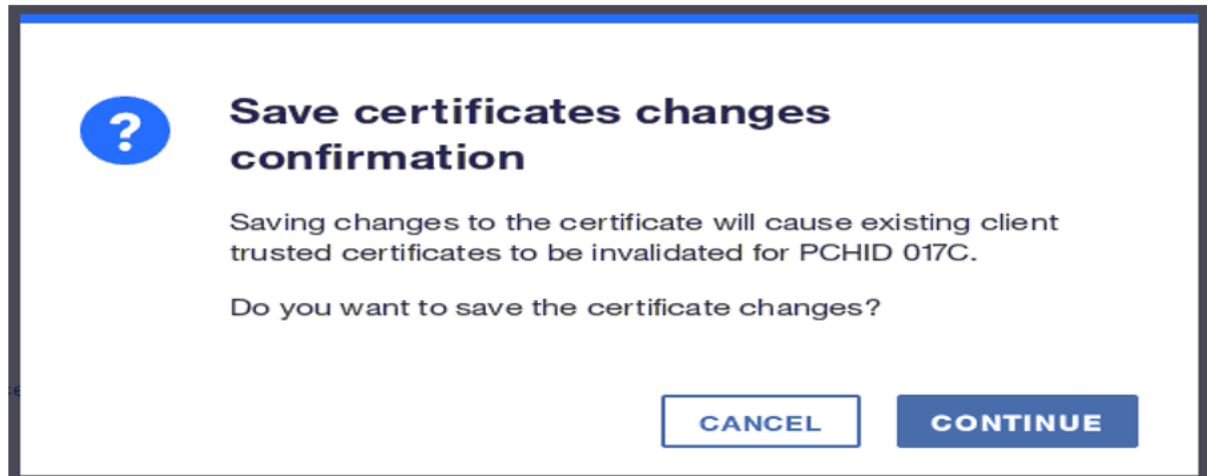 ?
Save certificates changes
confirmation
Saving changes to the certificate will cause existing client
trusted certificates to be invalidated for PCHID 017C.
Do you want to save the certificate changes?
CANCEL
CONTINUE